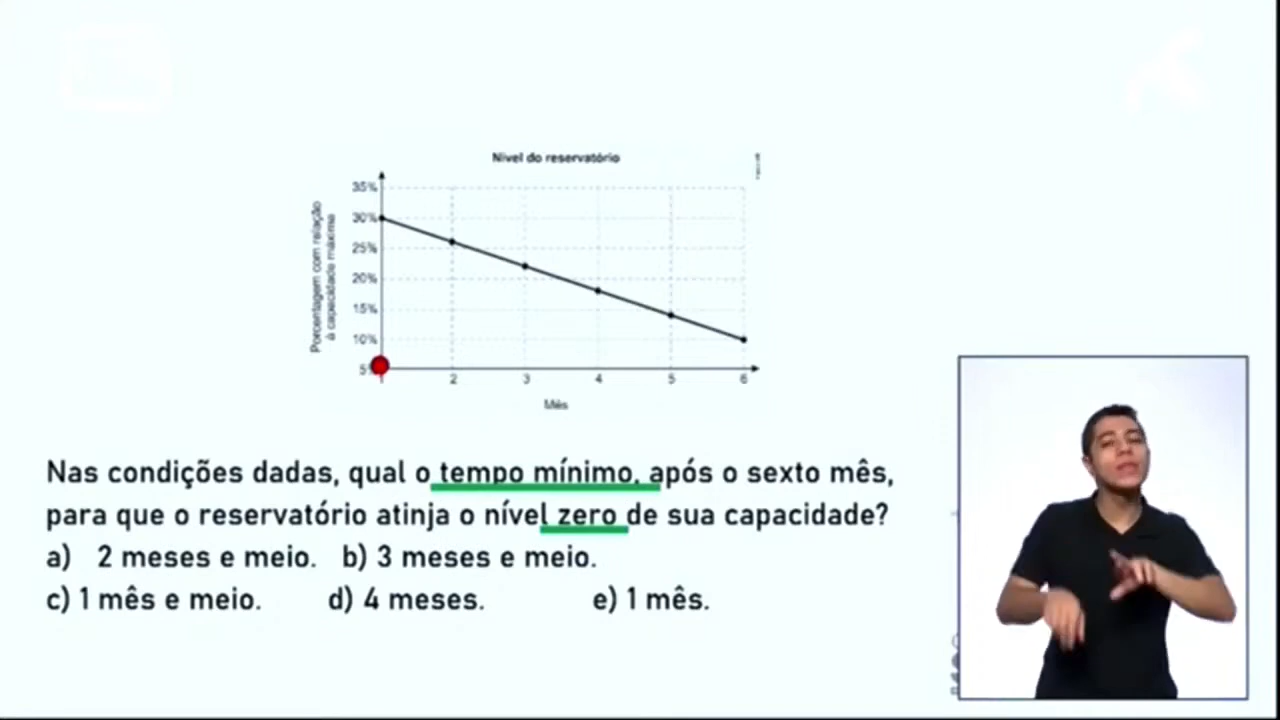 Nível do reservatório
Porcentagem com relação
à capacidade máxima
35%
30%
25%
20%
15%
10%
5
1 2 3 4 5 6
Mês
Nas condições dadas, qual o tempo mínimo, após o sexto mês,
para que o reservatório atinja o nível zero de sua capacidade?
a) 2 meses e meio. b) 3 meses e meio.
c) 1 mês e meio. d) 4 meses. e) 1 mês.